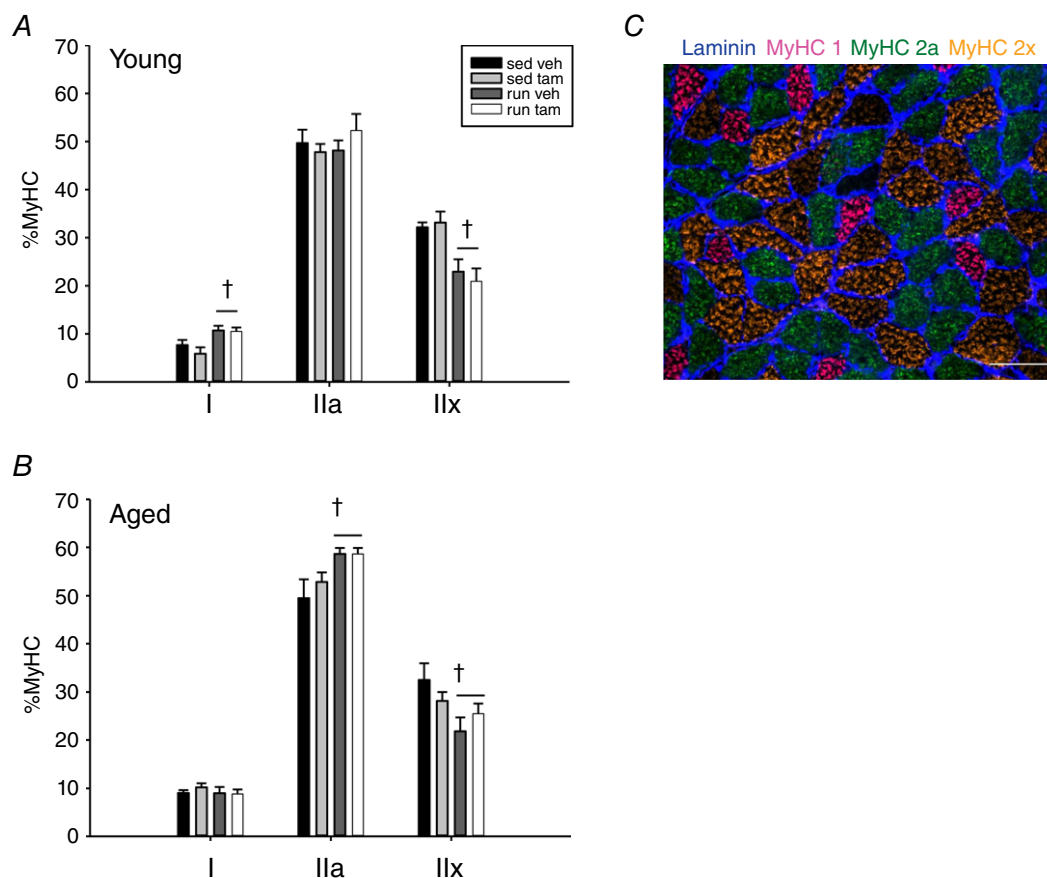 A
Young
70
60
50
40
30
20
10
0
%MyHC
sed veh
sed tam
run veh
run tam
†
†
I IIa IIx
B
Aged
70
60
50
40
30
20
10
0
%MyHC
†
†
I IIa IIx
C
Laminin MyHC 1 MyHC 2a MyHC 2x